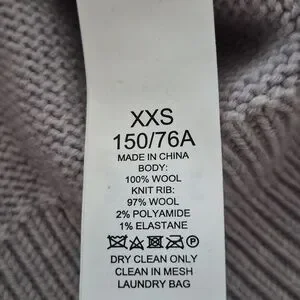 XXS
150/76A
MADE IN CHINA
BODY:
100% WOOL
KNIT RIB:
97% WOOL
2% POLYAMIDE
1% ELASTANE
DRY CLEAN ONLY
CLEAN IN MESH
LAUNDRY BAG